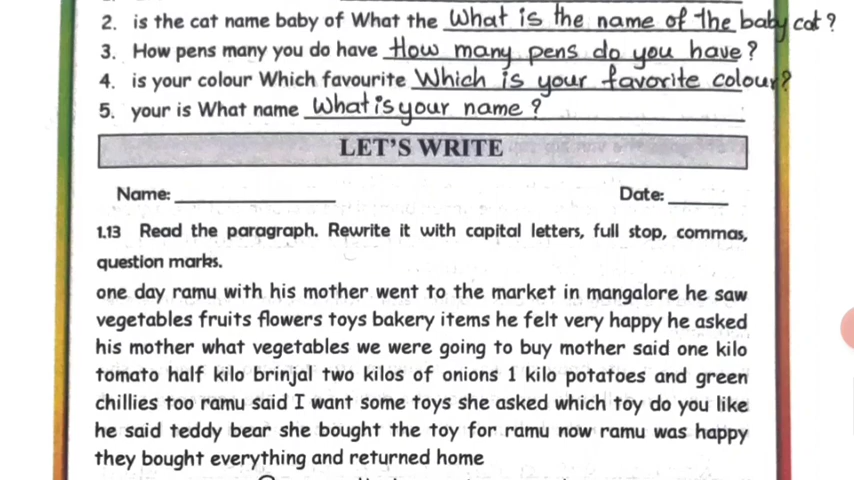 2. is the cat name baby of What the What is the name of the baby cat?
3. How pens many you do have How many pens do you have?
4. is your colour Which favourite Which is your favorite colour?
5. your is What name What is your name?
LET'S WRITE
Name: Date:
1.13 Read the paragraph. Rewrite it with capital letters, full stop, commas,
question marks.
one day ramu with his mother went to the market in mangalore he saw
vegetables fruits flowers toys bakery items he felt very happy he asked
his mother what vegetables we were going to buy mother said one kilo
tomato half kilo brinjal two kilos of onions 1 kilo potatoes and green
chillies too ramu said I want some toys she asked which toy do you like
he said teddy bear she bought the toy for ramu now ramu was happy
they bought everything and returned home